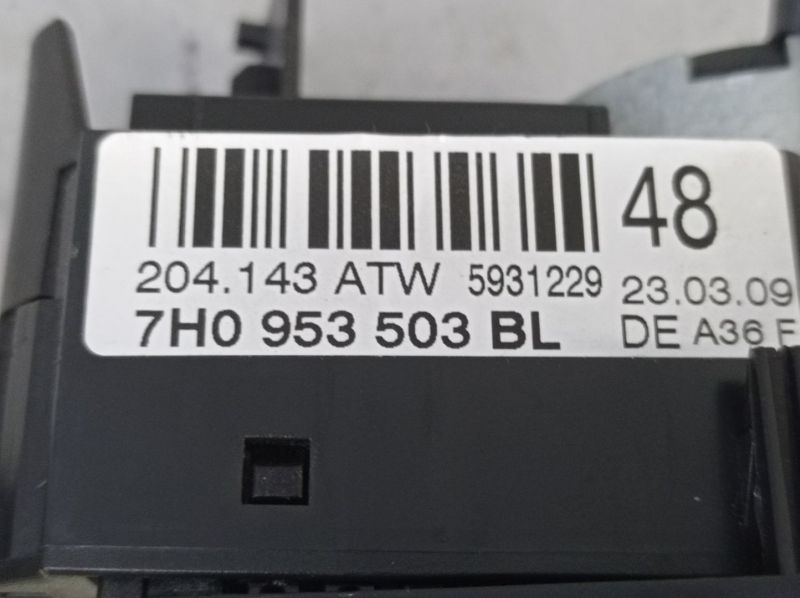 48
204.143 ATW 5931229 23.03.09
7H0 953 503 BL DE A36